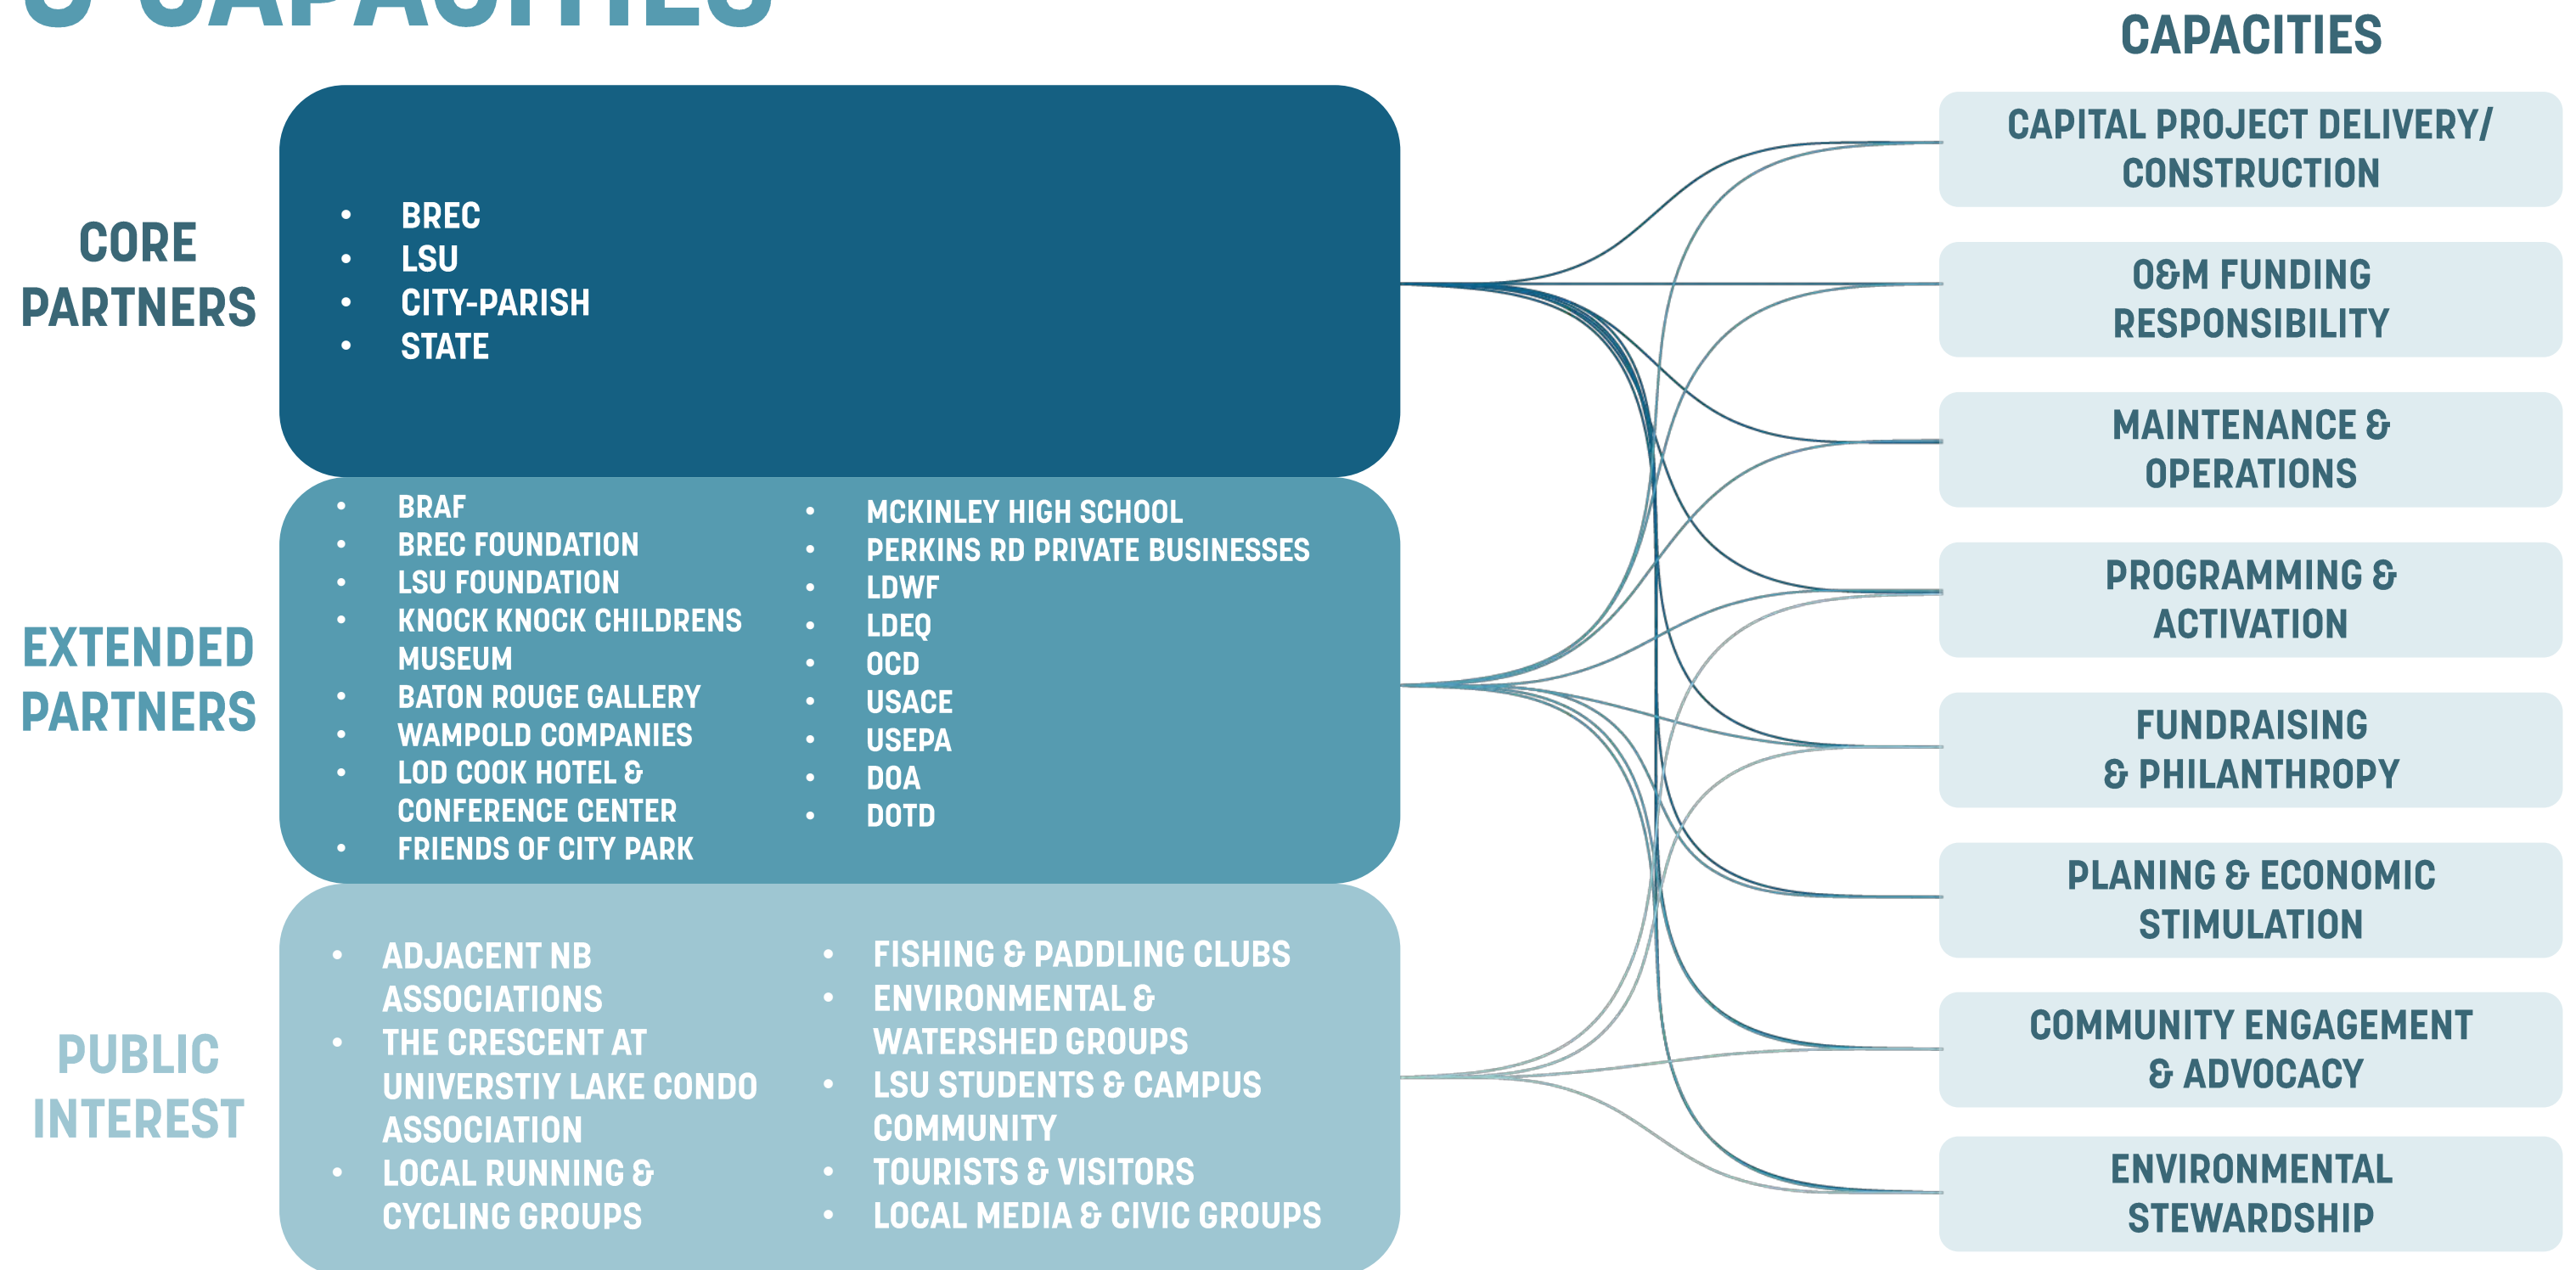 & CAPACITIES
CAPACITIES
CORE
PARTNERS
• BREC
• LSU
• CITY-PARISH
• STATE
EXTENDED
PARTNERS
• BRAF
• BREC FOUNDATION
• LSU FOUNDATION
• KNOCK KNOCK CHILDRENS
MUSEUM
• BATON ROUGE GALLERY
• WAMPOLD COMPANIES
• LOD COOK HOTEL &
CONFERENCE CENTER
• FRIENDS OF CITY PARK
• MCKINLEY HIGH SCHOOL
• PERKINS RD PRIVATE BUSINESSES
• LDWF
• LDEQ
• OCD
• USACE
• USEPA
• DOA
• DOTD
PUBLIC
INTEREST
• ADJACENT NB
ASSOCIATIONS
• THE CRESCENT AT
UNIVERSTIY LAKE CONDO
ASSOCIATION
• LOCAL RUNNING &
CYCLING GROUPS
• FISHING & PADDLING CLUBS
• ENVIRONMENTAL &
WATERSHED GROUPS
• LSU STUDENTS & CAMPUS
COMMUNITY
• TOURISTS & VISITORS
• LOCAL MEDIA & CIVIC GROUPS
CAPITAL PROJECT DELIVERY/
CONSTRUCTION
O&M FUNDING
RESPONSIBILITY
MAINTENANCE &
OPERATIONS
PROGRAMMING &
ACTIVATION
FUNDRAISING
& PHILANTHROPY
PLANING & ECONOMIC
STIMULATION
COMMUNITY ENGAGEMENT
& ADVOCACY
ENVIRONMENTAL
STEWARDSHIP